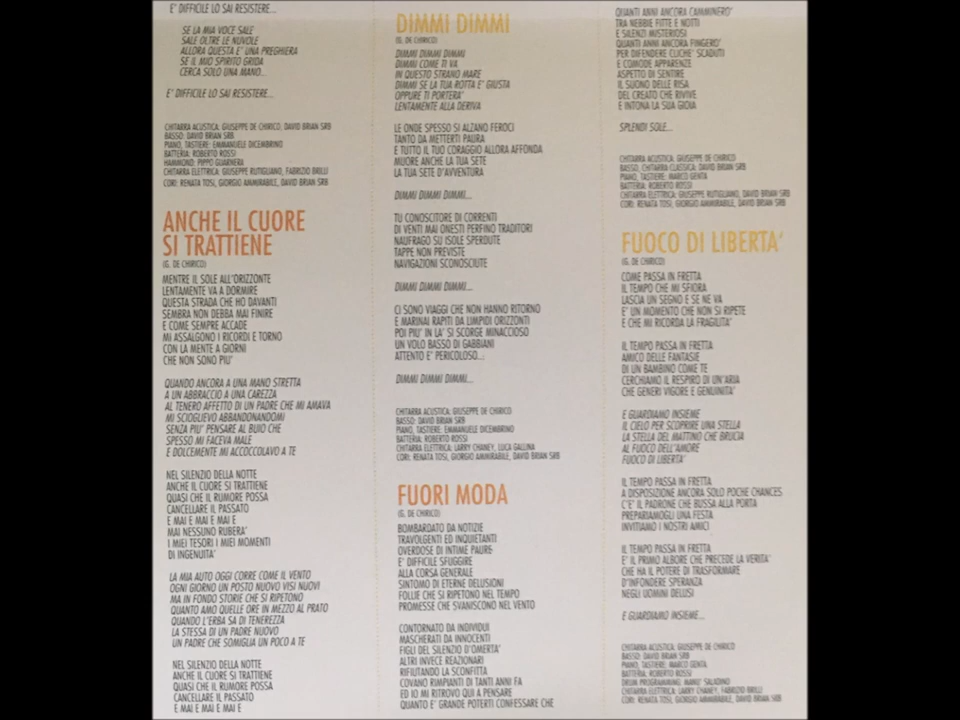 E' DIFFICILE LO SAI RESISTERE...
SE LA MIA VOCE SALE
SALE OLTRE LE NUVOLE
ALLORA QUESTA E' UNA PREGHIERA
SE IL MIO SPIRITO GRIDA
CERCA SOLO UNA MANO...
E' DIFFICILE LO SAI RESISTERE...
CHITARRA ACUSTICA: GIUSEPPE DE CHIRICO, DAVID BRIAN SRB
BASSO: DAVID BRIAN SRB
PIANO, TASTIERE: EMMANUELE DICEMBRINO
BATTERIA: ROBERTO ROSSI
HAMMOND: PIPPO GUARNERA
CHITARRA ELETTRICA: GIUSEPPE RUTIGLIANO, FABRIZIO BRILLI
CORI: RENATA TOSI, GIORGIO AMMIRABILE, DAVID BRIAN SRB
ANCHE IL CUORE
SI TRATTIENE
(G. DE CHIRICO)
MENTRE IL SOLE ALL'ORIZZONTE
LENTAMENTE VA A DORMIRE
QUESTA STRADA CHE HO DAVANTI
SEMBRA NON DEBBA MAI FINIRE
E COME SEMPRE ACCADE
MI ASSALGONO I RICORDI E TORNO
CON LA MENTE A GIORNI
CHE NON SONO PIU'
QUANDO ANCORA A UNA MANO STRETTA
A UN ABBRACCIO A UNA CAREZZA
AL TENERO AFFETTO DI UN PADRE CHE MI AMAVA
MI SCIOGLIEVO ABBANDONANDOMI
SENZA PIU' PENSARE AL BUIO CHE
SPESSO MI FACEVA MALE
E DOLCEMENTE MI ACCOCCOLAVO A TE
NEL SILENZIO DELLA NOTTE
ANCHE IL CUORE SI TRATTIENE
QUASI CHE IL RUMORE POSSA
CANCELLARE IL PASSATO
E MAI E MAI E MAI E
MAI NESSUNO RUBERA'
I MIEI TESORI I MIEI MOMENTI
DI INGENUITA'
LA MIA AUTO OGGI CORRE COME IL VENTO
OGNI GIORNO UN POSTO NUOVO VISI NUOVI
MA IN FONDO STORIE CHE SI RIPETONO
QUANTO AMO QUELLE ORE IN MEZZO AL PRATO
QUANDO L'ERBA SA DI TENEREZZA
LA STESSA DI UN PADRE NUOVO
UN PADRE CHE SOMIGLIA UN POCO A TE
NEL SILENZIO DELLA NOTTE
ANCHE IL CUORE SI TRATTIENE
QUASI CHE IL RUMORE POSSA
CANCELLARE IL PASSATO
E MAI E MAI E MAI E
DIMMI DIMMI
(G. DE CHIRICO)
DIMMI DIMMI DIMMI
DIMMI COME TI VA
IN QUESTO STRANO MARE
DIMMI SE LA TUA ROTTA E' GIUSTA
OPPURE TI PORTERA'
LENTAMENTE ALLA DERIVA
LE ONDE SPESSO SI ALZANO FEROCI
TANTO DA METTERTI PAURA
E TUTTO IL TUO CORAGGIO ALLORA AFFONDA
MUORE ANCHE LA TUA SETE
LA TUA SETE D'AVVENTURA
DIMMI DIMMI DIMMI...
TU CONOSCITORE DI CORRENTI
DI VENTI MAI ONESTI PERFINO TRADITORI
NAUFRAGO SU ISOLE SPERDUTE
TAPPE NON PREVISTE
NAVIGAZIONI SCONOSCIUTE
DIMMI DIMMI DIMMI...
CI SONO VIAGGI CHE NON HANNO RITORNO
E MARINAI RAPITI DA LIMPIDI ORIZZONTI
POI PIU' IN LA' SI SCORGE MINACCIOSO
UN VOLO BASSO DI GABBIANI
ATTENTO E' PERICOLOSO...
DIMMI DIMMI DIMMI...
CHITARRA ACUSTICA: GIUSEPPE DE CHIRICO
BASSO: DAVID BRIAN SRB
PIANO, TASTIERE: EMMANUELE DICEMBRINO
BATTERIA: ROBERTO ROSSI
CHITARRA ELETTRICA: LARRY CHANEY, LUCA GALLINA
CORI: RENATA TOSI, GIORGIO AMMIRABILE, DAVID BRIAN SRB
FUORI MODA
(G. DE CHIRICO)
BOMBARDATO DA NOTIZIE
TRAVOLGENTI ED INQUIETANTI
OVERDOSE DI INTIME PAURE
E' DIFFICILE SFUGGIRE
ALLA CORSA GENERALE
SINTOMO DI ETERNE DELUSIONI
FOLLIE CHE SI RIPETONO NEL TEMPO
PROMESSE CHE SVANISCONO NEL VENTO
CONTORNATO DA INDIVIDUI
MASCHERATI DA INNOCENTI
FIGLI DEL SILENZIO D'OMERTA'
ALTRI INVECE REAZIONARI
RIFIUTANDO LA SCONFITTA
COVANO RIMPIANTI DI TANTI ANNI FA
ED IO MI RITROVO QUI A PENSARE
QUANTO E' GRANDE POTERTI CONFESSARE CHE
QUANTI ANNI ANCORA CAMMINERO'
TRA NEBBIE FITTE E NOTTI
E SILENZI MISTERIOSI
QUANTI ANNI ANCORA FINGERO'
PER DIFENDERE CLICHE' SCADUTI
E COMODE APPARENZE
ASPETTO DI SENTIRE
IL SUONO DELLE RISA
DEL CREATO CHE RIVIVE
E INTONA LA SUA GIOIA
SPLENDI SOLE...
CHITARRA ACUSTICA: GIUSEPPE DE CHIRICO
BASSO, CHITARRA CLASSICA: DAVID BRIAN SRB
PIANO, TASTIERE: MARCO GENTA
BATTERIA: ROBERTO ROSSI
CHITARRA ELETTRICA: GIUSEPPE RUTIGLIANO, DAVID BRIAN SRB
CORI: RENATA TOSI, GIORGIO AMMIRABILE, DAVID BRIAN SRB
FUOCO DI LIBERTA'
(G. DE CHIRICO)
COME PASSA IN FRETTA
IL TEMPO CHE MI SFIORA
LASCIA UN SEGNO E SE NE VA
E' UN MOMENTO CHE NON SI RIPETE
E CHE MI RICORDA LA FRAGILITA'
IL TEMPO PASSA IN FRETTA
AMICO DELLE FANTASIE
DI UN BAMBINO COME TE
CERCHIAMO IL RESPIRO DI UN'ARIA
CHE GENERI VIGORE E GENUINITA'
E GUARDIAMO INSIEME
IL CIELO PER SCOPRIRE UNA STELLA
LA STELLA DEL MATTINO CHE BRUCIA
AL FUOCO DELL'AMORE
FUOCO DI LIBERTA'
IL TEMPO PASSA IN FRETTA
A DISPOSIZIONE ANCORA SOLO POCHE CHANCES
C'E' IL PADRONE CHE BUSSA ALLA PORTA
PREPARIAMOGLI UNA FESTA
INVITIAMO I NOSTRI AMICI
IL TEMPO PASSA IN FRETTA
E' IL PRIMO ALBORE CHE PRECEDE LA VERITA'
CHE HA IL POTERE DI TRASFORMARE
D'INFONDERE SPERANZA
NEGLI UOMINI DELUSI
E GUARDIAMO INSIEME...
CHITARRA ACUSTICA: GIUSEPPE DE CHIRICO
BASSO: DAVID BRIAN SRB
PIANO, TASTIERE: MARCO GENTA
BATTERIA: ROBERTO ROSSI
DRUM PROGRAMMING: MANU' SALADINO
CHITARRA ELETTRICA: LARRY CHANEY, FABRIZIO BRILLI
CORI: RENATA TOSI, GIORGIO AMMIRABILE, DAVID BRIAN SRB